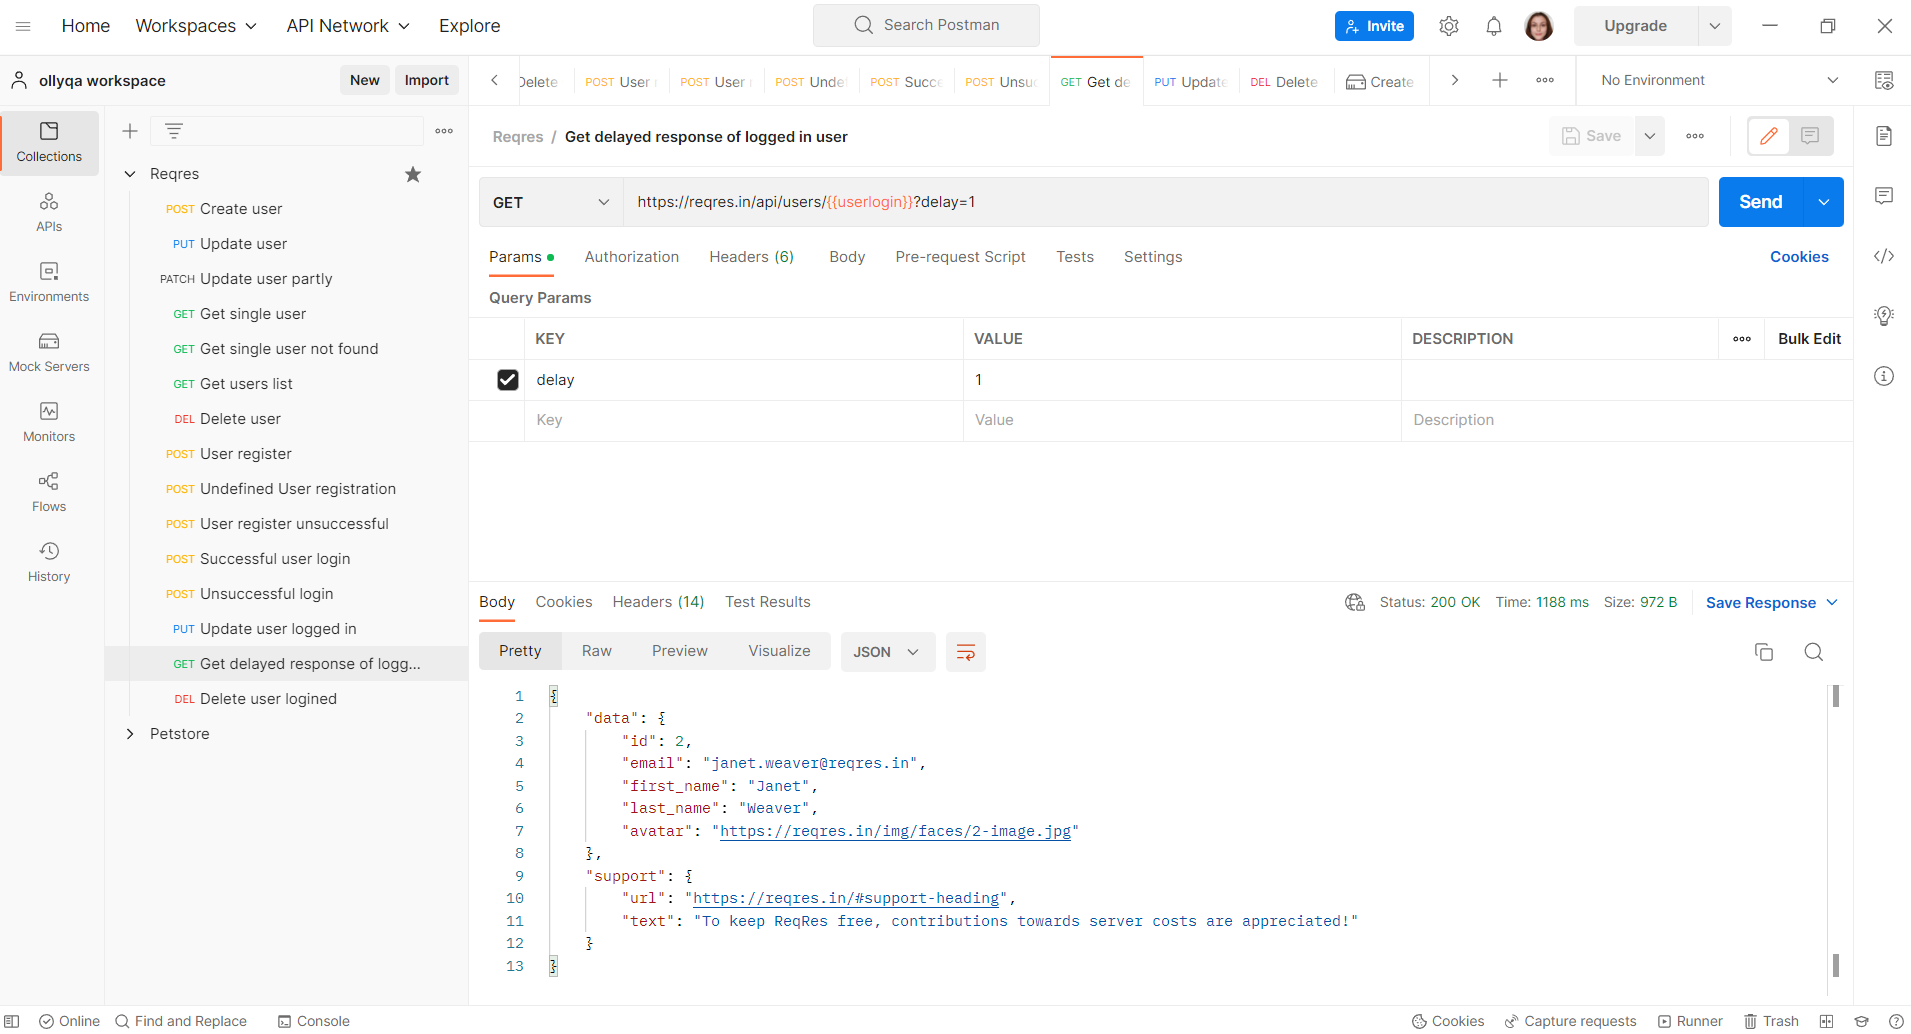 Home Workspaces API Network Explore Search Postman Invite Upgrade
ollyqa workspace New Import
Delete POST User POST User POST Unde POST Succe POST Unsuc GET Get de PUT Update DEL Delete Create No Environment
Collections
APIs
Environments
Mock Servers
Monitors
Flows
History
Reqres
POST Create user
PUT Update user
PATCH Update user partly
GET Get single user
GET Get single user not found
GET Get users list
DEL Delete user
POST User register
POST Undefined User registration
POST User register unsuccessful
POST Successful user login
POST Unsuccessful login
PUT Update user logged in
GET Get delayed response of logg...
DEL Delete user logined
Petstore
Reqres / Get delayed response of logged in user Save
GET https://reqres.in/api/users/{{userlogin}}?delay=1 Send
Params Authorization Headers (6) Body Pre-request Script Tests Settings Cookies
Query Params
KEY VALUE DESCRIPTION Bulk Edit
delay 1
Key Value Description
Body Cookies Headers (14) Test Results Status: 200 OK Time: 1188 ms Size: 972 B Save Response
Pretty Raw Preview Visualize JSON
1 {
2 "data": {
3 "id": 2,
4 "email": "janet.weaver@reqres.in",
5 "first_name": "Janet",
6 "last_name": "Weaver",
7 "avatar": "https://reqres.in/img/faces/2-image.jpg"
8 },
9 "support": {
10 "url": "https://reqres.in/#support-heading",
11 "text": "To keep ReqRes free, contributions towards server costs are appreciated!"
12 }
13 }
Online Find and Replace Console Cookies Capture requests Runner Trash